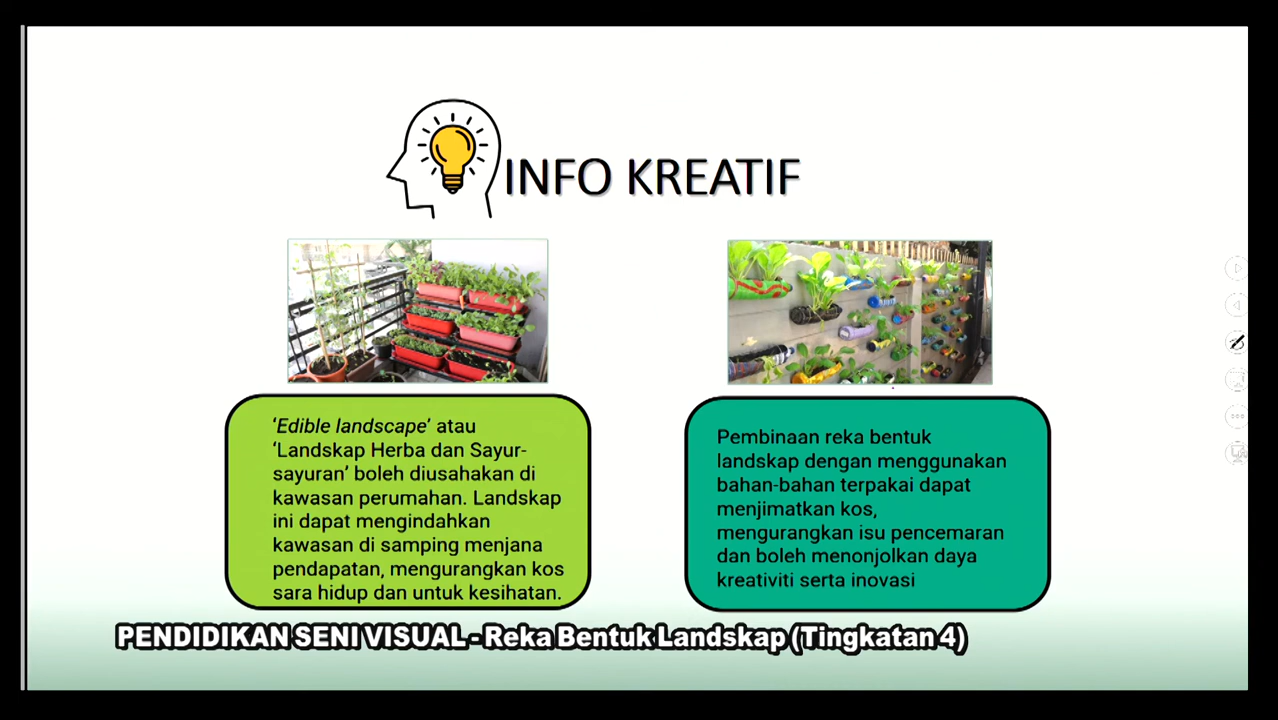 INFO KREATIF
‘Edible landscape’ atau
‘Landskap Herba dan Sayur-
sayuran’ boleh diusahakan di
kawasan perumahan. Landskap
ini dapat mengindahkan
kawasan di samping menjana
pendapatan, mengurangkan kos
sara hidup dan untuk kesihatan.
Pembinaan reka bentuk
landskap dengan menggunakan
bahan-bahan terpakai dapat
menjimatkan kos,
mengurangkan isu pencemaran
dan boleh menonjolkan daya
kreativiti serta inovasi
PENDIDIKAN SENI VISUAL - Reka Bentuk Landskap (Tingkatan 4)